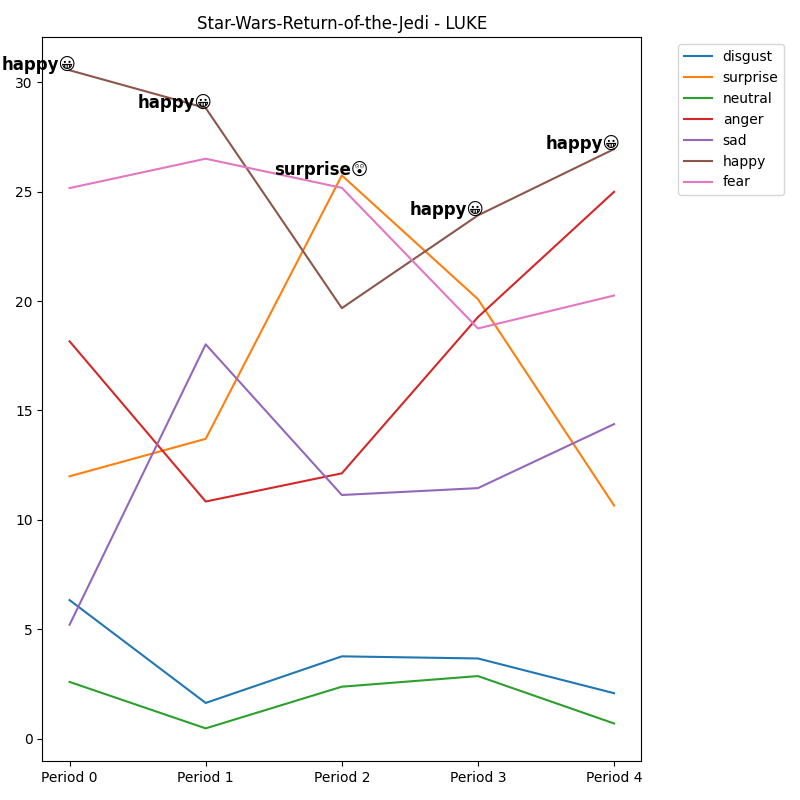 Star-Wars-Return-of-the-Jedi - LUKE
happy😀
happy😀
surprise😲
happy😀
happy😀
30
25
20
15
10
5
0
Period 0
Period 1
Period 2
Period 3
Period 4
disgust
surprise
neutral
anger
sad
happy
fear